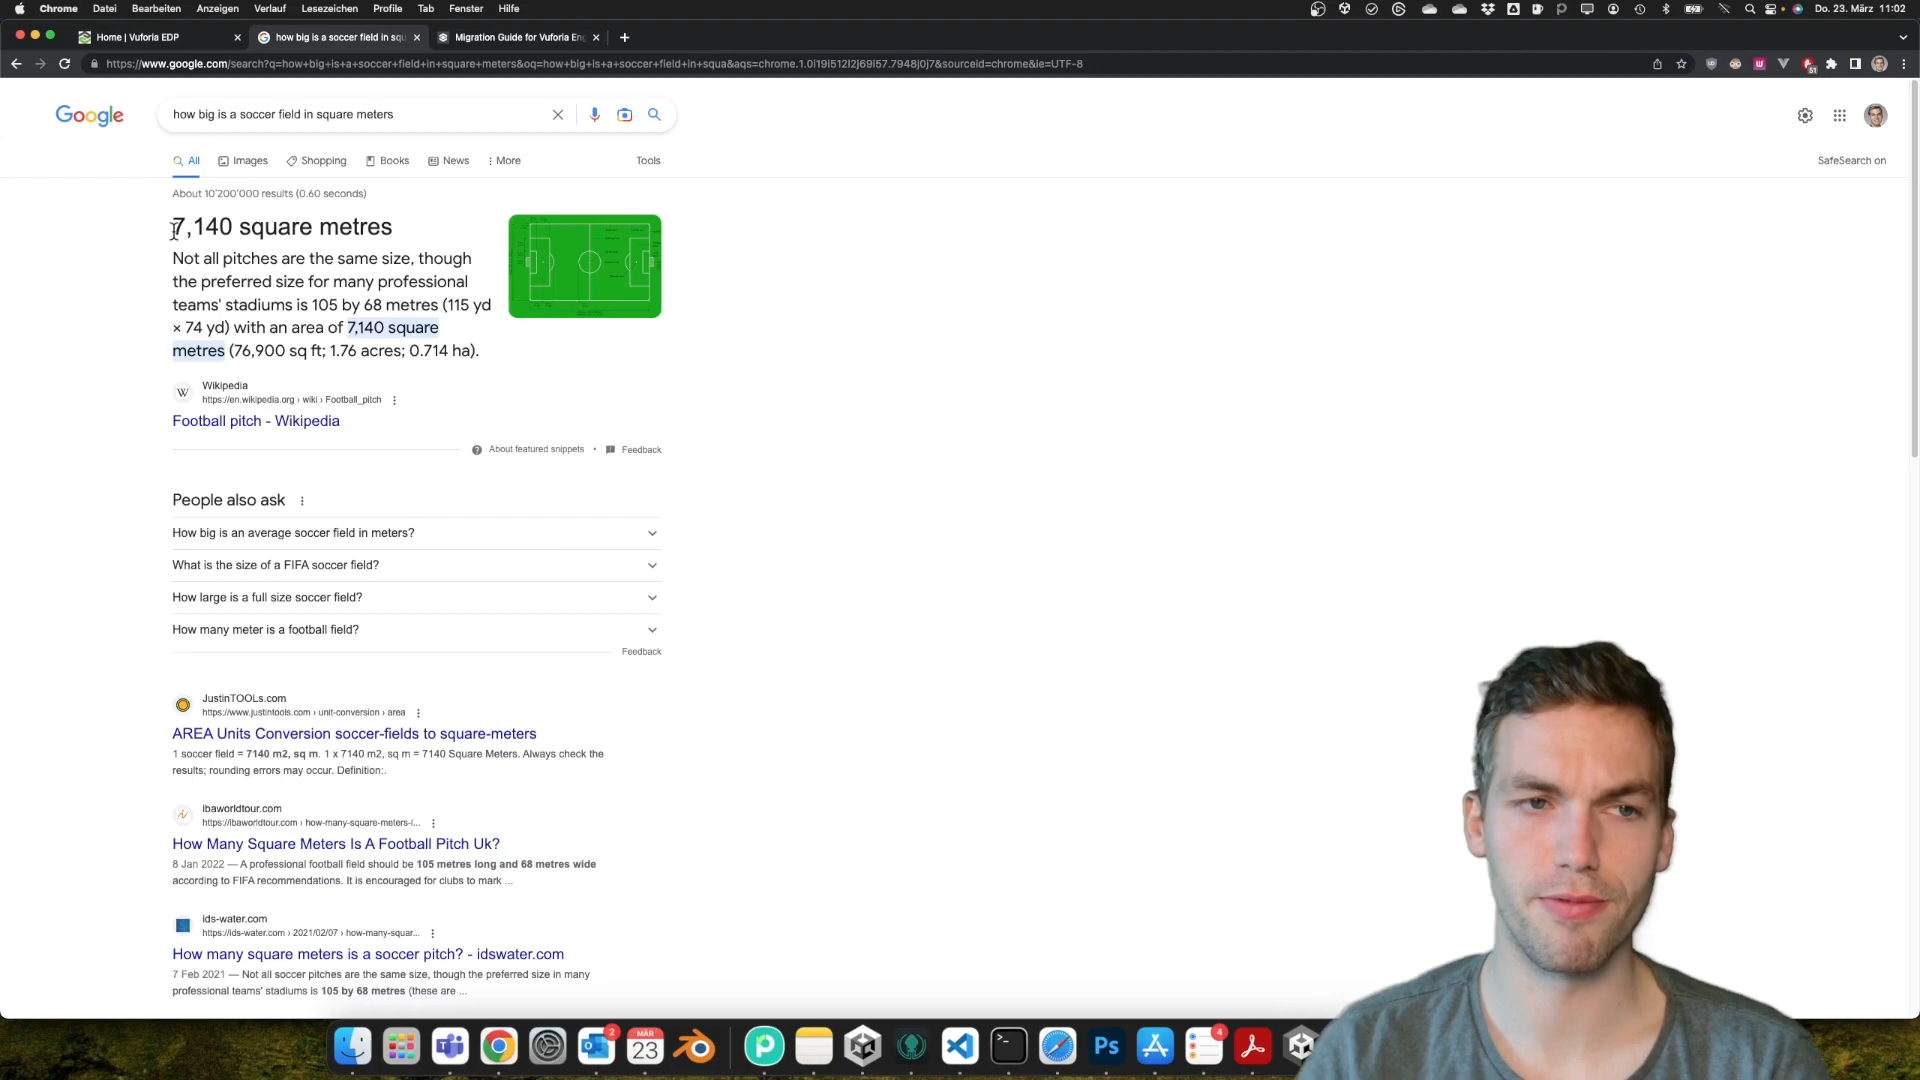 Chrome Datei Bearbeiten Anzeigen Verlauf Lesezeichen Profile Tab Fenster Hilfe Do. 23. März 11:02
Home | Vuforia EDP how big is a soccer field in squ Migration Guide for Vuforia En
https://www.google.com/search?q=how+big+is+a+soccer+field+in+square+meters&oq=how+big+is+a+soccer+field+in+squa&aqs=chrome.1.0i19i512l2j69i57.7948j0j7&sourceid=chrome&ie=UTF-8
Google how big is a soccer field in square meters
All Images Shopping Books News More Tools SafeSearch on
About 10'200'000 results (0.60 seconds)
7,140 square metres
Not all pitches are the same size, though
the preferred size for many professional
teams' stadiums is 105 by 68 metres (115 yd
× 74 yd) with an area of 7,140 square
metres (76,900 sq ft; 1.76 acres; 0.714 ha).
W Wikipedia
https://en.wikipedia.org › wiki › Football_pitch
Football pitch - Wikipedia
About featured snippets • Feedback
People also ask
How big is an average soccer field in meters?
What is the size of a FIFA soccer field?
How large is a full size soccer field?
How many meter is a football field?
Feedback
JustinTOOLs.com
https://www.justintools.com › unit-conversion › area
AREA Units Conversion soccer-fields to square-meters
1 soccer field = 7140 m2, sq m. 1 x 7140 m2, sq m = 7140 Square Meters. Always check the
results; rounding errors may occur. Definition:.
ibaworldtour.com
https://ibaworldtour.com › how-many-square-meters-i...
How Many Square Meters Is A Football Pitch Uk?
8 Jan 2022 — A professional football field should be 105 metres long and 68 metres wide
according to FIFA recommendations. It is encouraged for clubs to mark ...
ids-water.com
https://ids-water.com › 2021/02/07 › how-many-squar...
How many square meters is a soccer pitch? - idswater.com
7 Feb 2021 — Not all soccer pitches are the same size, though the preferred size in many
professional teams' stadiums is 105 by 68 metres (these are ...
2 MÄR 23 Ps 4